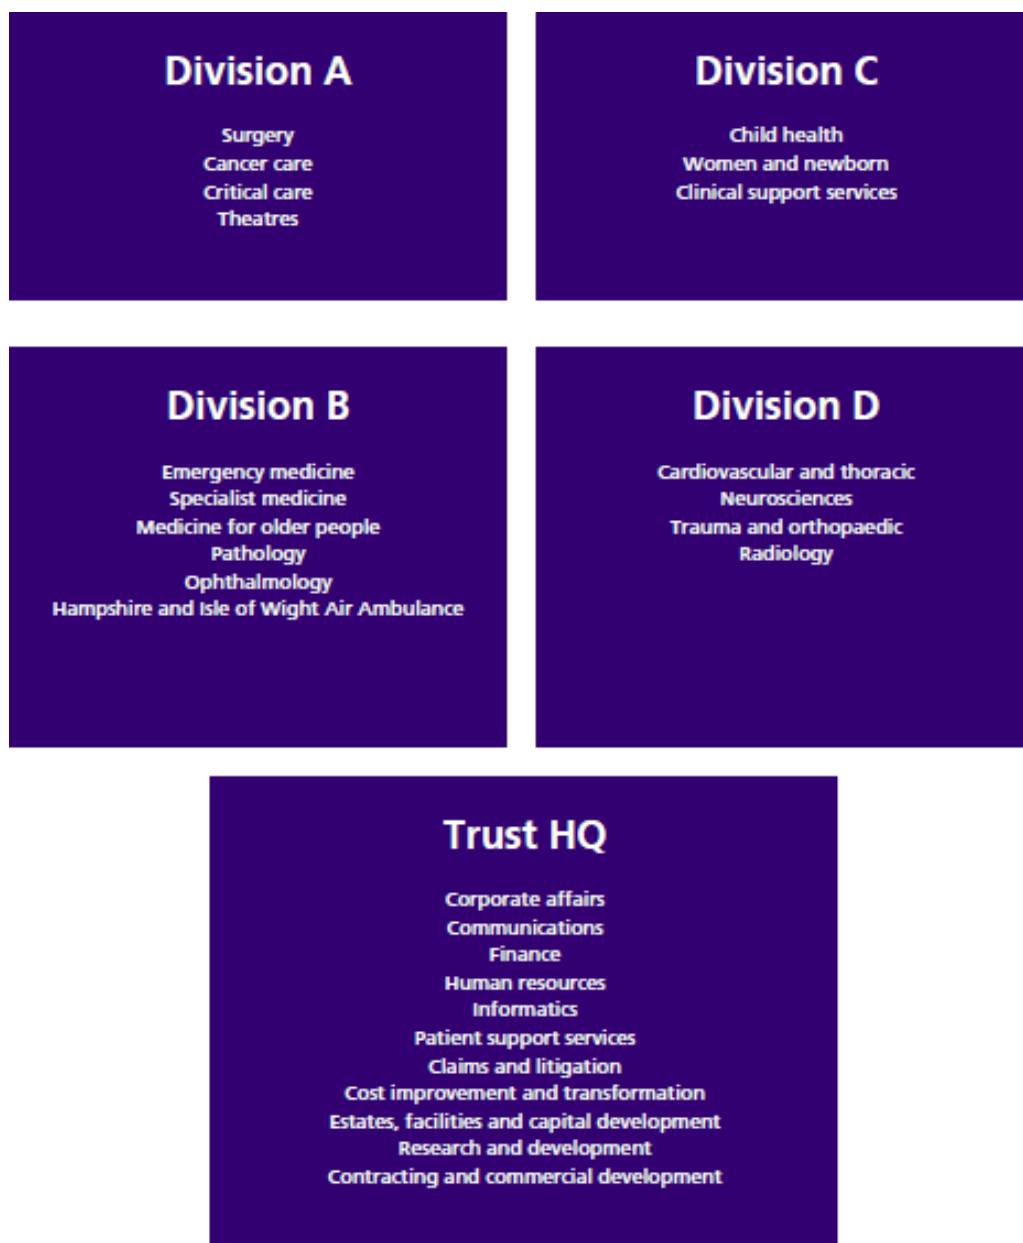 Division A
Surgery
Cancer care
Critical care
Theatres
Division C
Child health
Women and newborn
Clinical support services
Division B
Emergency medicine
Specialist medicine
Medicine for older people
Pathology
Ophthalmology
Hampshire and Isle of Wight Air Ambulance
Division D
Cardiovascular and thoracic
Neurosciences
Trauma and orthopaedic
Radiology
Trust HQ
Corporate affairs
Communications
Finance
Human resources
Informatics
Patient support services
Claims and litigation
Cost improvement and transformation
Estates, facilities and capital development
Research and development
Contracting and commercial development